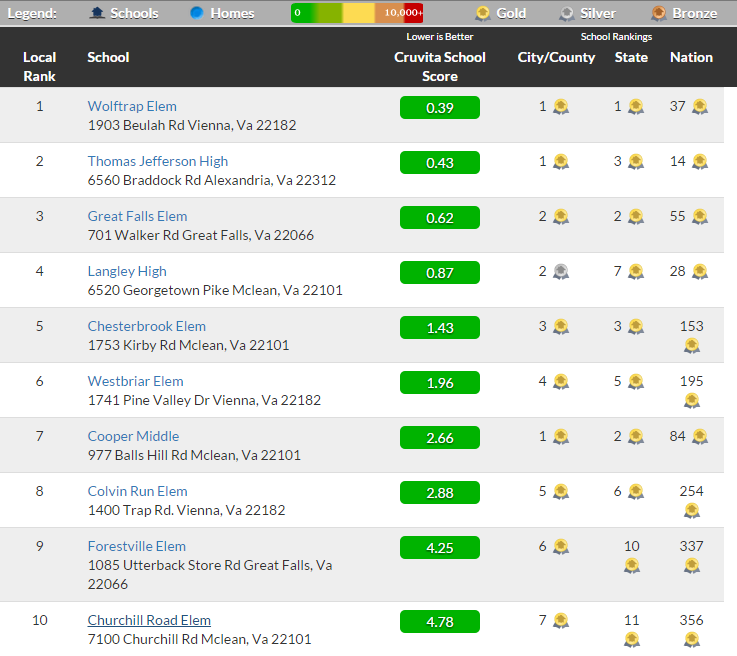 Legend: Schools Homes 0 10,000+ Gold Silver Bronze
Lower is Better School Rankings
Local Rank School Cruvita School Score City/County State Nation
1 Wolftrap Elem 0.39 1 1 37
1903 Beulah Rd Vienna, Va 22182
2 Thomas Jefferson High 0.43 1 3 14
6560 Braddock Rd Alexandria, Va 22312
3 Great Falls Elem 0.62 2 2 55
701 Walker Rd Great Falls, Va 22066
4 Langley High 0.87 2 7 28
6520 Georgetown Pike Mclean, Va 22101
5 Chesterbrook Elem 1.43 3 3 153
1753 Kirby Rd Mclean, Va 22101
6 Westbriar Elem 1.96 4 5 195
1741 Pine Valley Dr Vienna, Va 22182
7 Cooper Middle 2.66 1 2 84
977 Balls Hill Rd Mclean, Va 22101
8 Colvin Run Elem 2.88 5 6 254
1400 Trap Rd. Vienna, Va 22182
9 Forestville Elem 4.25 6 10 337
1085 Utterback Store Rd Great Falls, Va
22066
10 Churchill Road Elem 4.78 7 11 356
7100 Churchill Rd Mclean, Va 22101